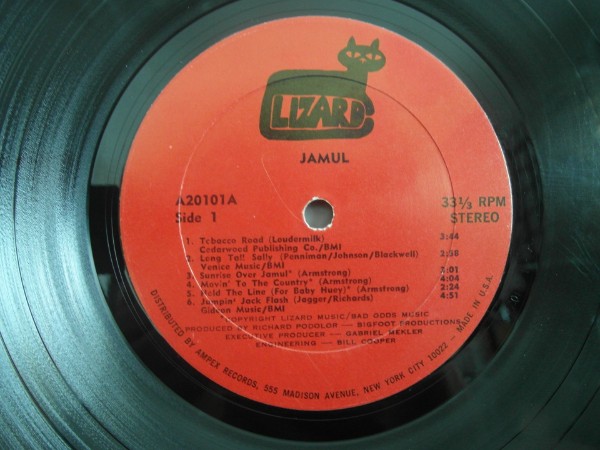 LIZARD
JAMUL
A20101A
Side 1
33⅓ RPM
STEREO
1. Tobacco Road (Loudermilk) 3:44
Cedarwood Publishing Co./BMI
2. Long Tall Sally (Penniman/Johnson/Blackwell) 2:38
Venice Music/BMI
3. Sunrise Over Jamul* (Armstrong) 3:01
4. Movin' To The Country* (Armstrong) 4:04
5. Hold The Line (For Baby Huey)* (Armstrong) 2:24
6. Jumpin' Jack Flash (Jagger/Richards) 4:51
Gideon Music/BMI
*COPYRIGHT LIZARD MUSIC/BAD GODS MUSIC
PRODUCED BY RICHARD PODOLOR — BIGFOOT PRODUCTIONS
EXECUTIVE PRODUCER — GABRIEL MEKLER
ENGINEERING — BILL COOPER
DISTRIBUTED BY AMPEX RECORDS, 555 MADISON AVENUE, NEW YORK CITY 10022 — MADE IN U.S.A.